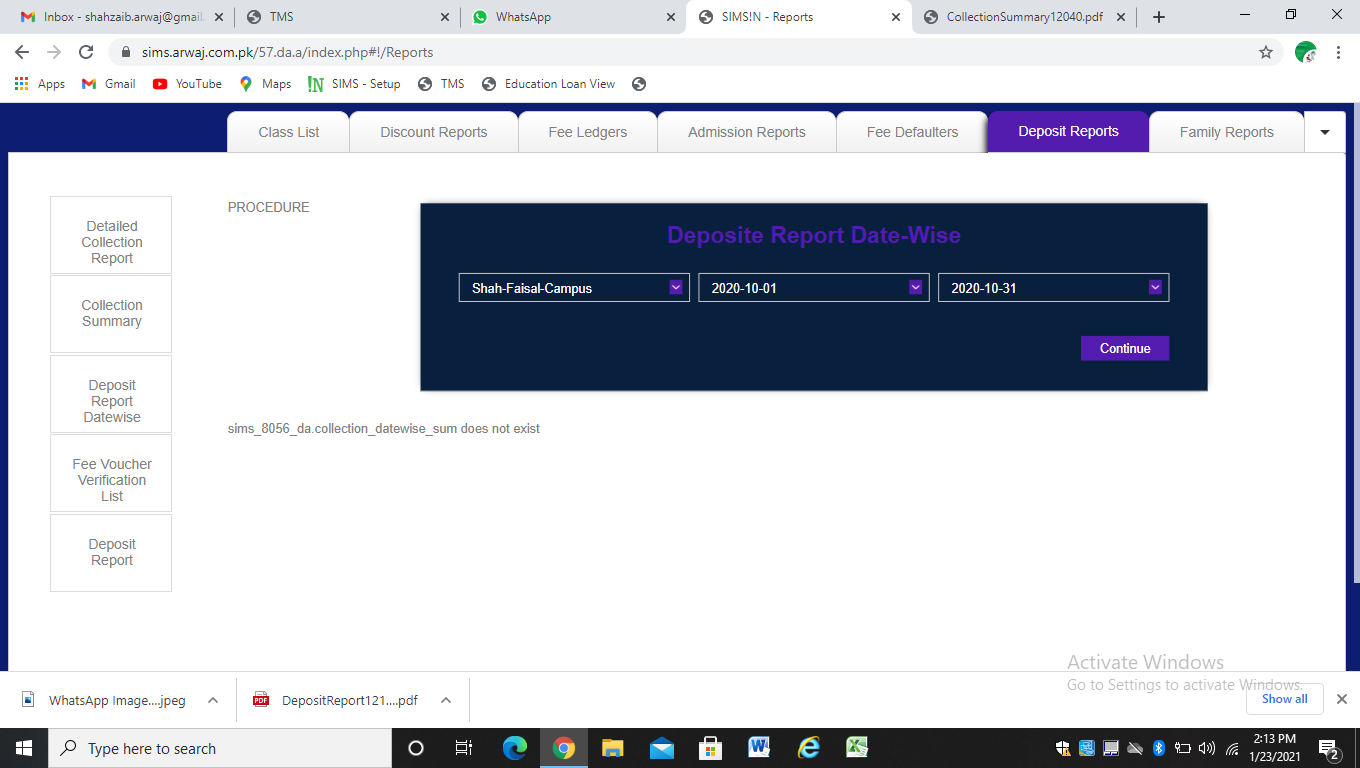 Inbox - shahzaib.arwaj@gmail.
TMS
WhatsApp
SIMS!N - Reports
CollectionSummary12040.pdf
sims.arwaj.com.pk/57.da.a/index.php#!/Reports
Apps
Gmail
YouTube
Maps
!N SIMS - Setup
TMS
Education Loan View
Class List
Discount Reports
Fee Ledgers
Admission Reports
Fee Defaulters
Deposit Reports
Family Reports
Detailed
Collection
Report
Collection
Summary
Deposit
Report
Datewise
Fee Voucher
Verification
List
Deposit
Report
PROCEDURE
Deposite Report Date-Wise
Shah-Faisal-Campus
2020-10-01
2020-10-31
Continue
sims_8056_da.collection_datewise_sum does not exist
Activate Windows
Go to Settings to activate Windows.
WhatsApp Image....jpeg
PDF
DepositReport121....pdf
Show all
Type here to search
2:13 PM
1/23/2021
2